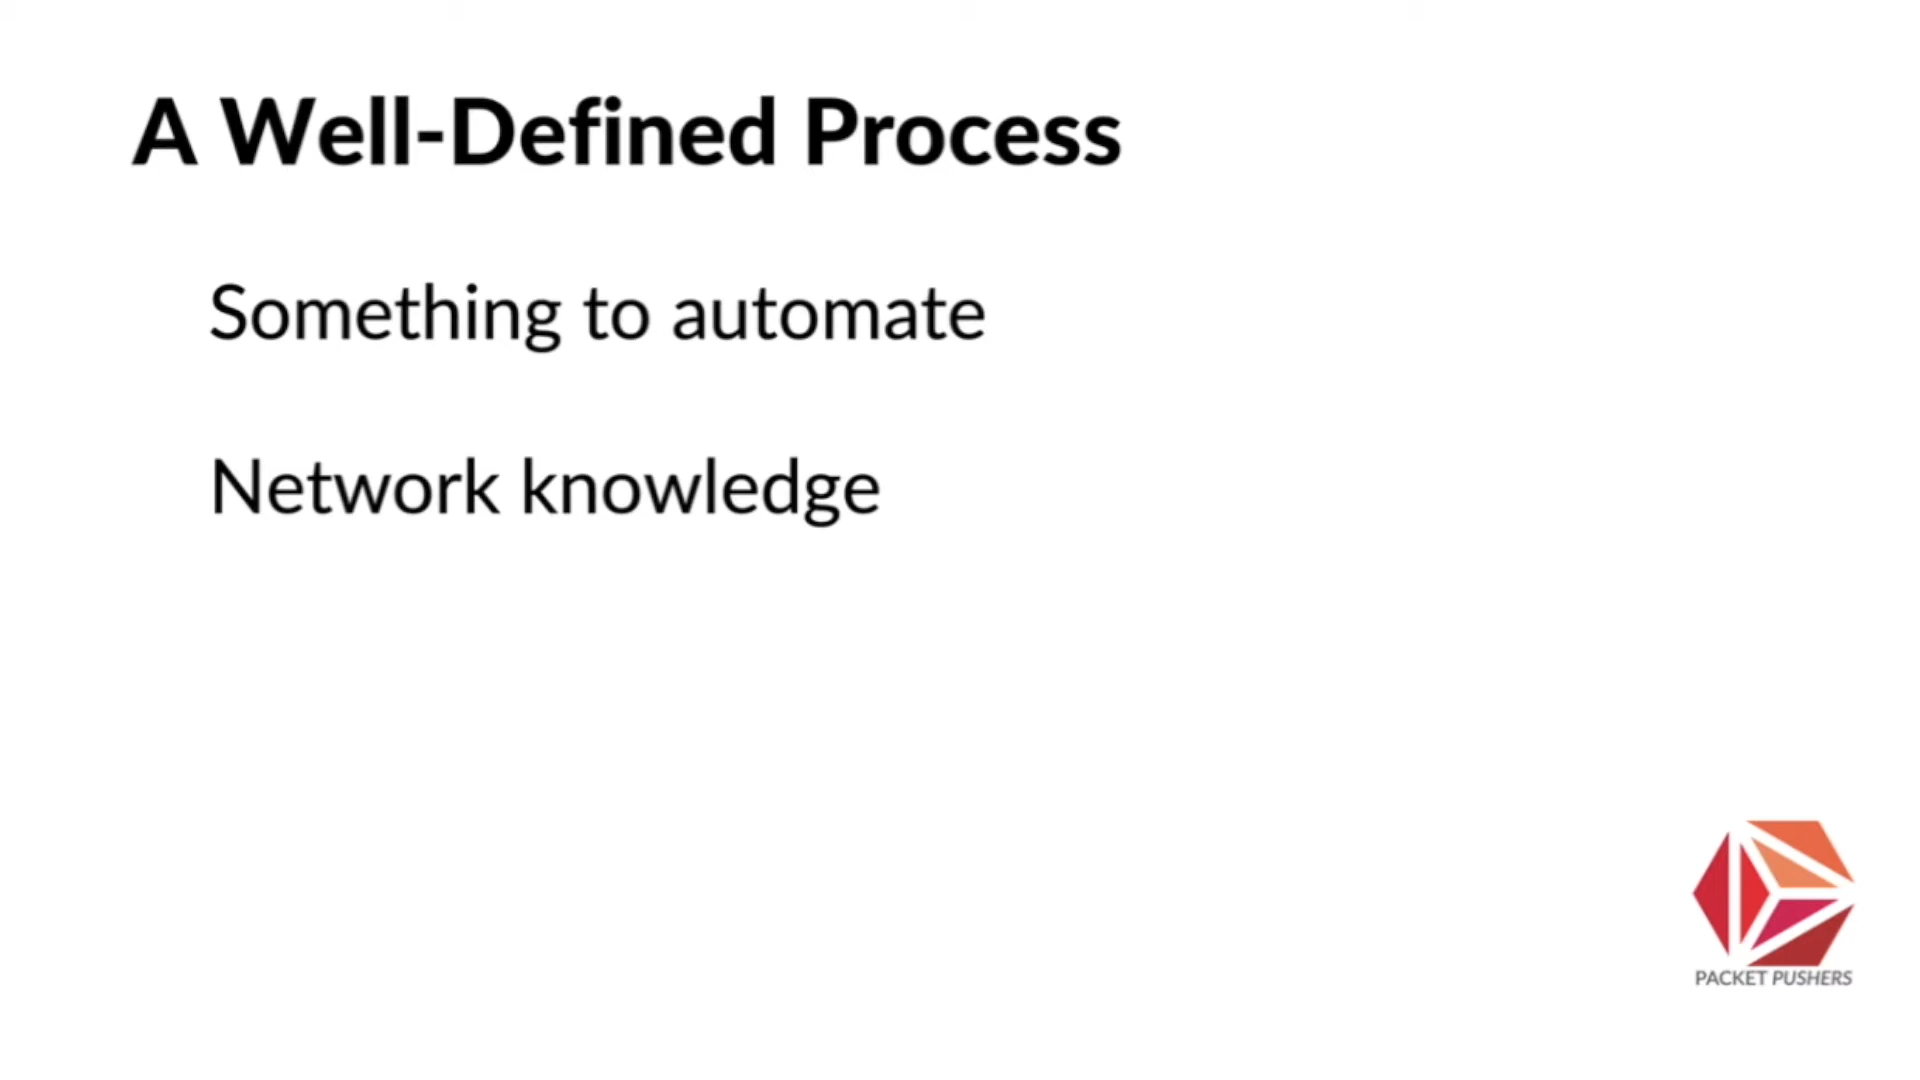 A Well-Defined Process
Something to automate
Network knowledge
PACKET PUSHERS